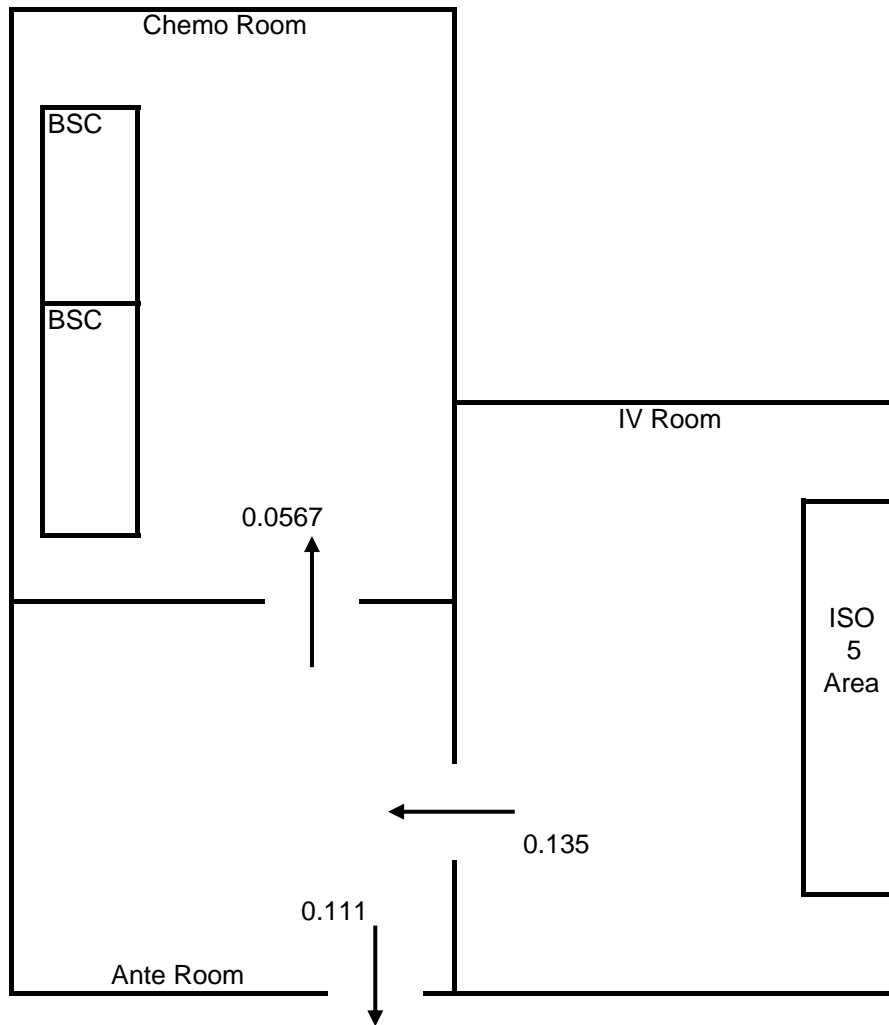 Chemo Room
BSC
BSC
IV Room
0.0567
ISO
5
Area
0.135
0.111
Ante Room